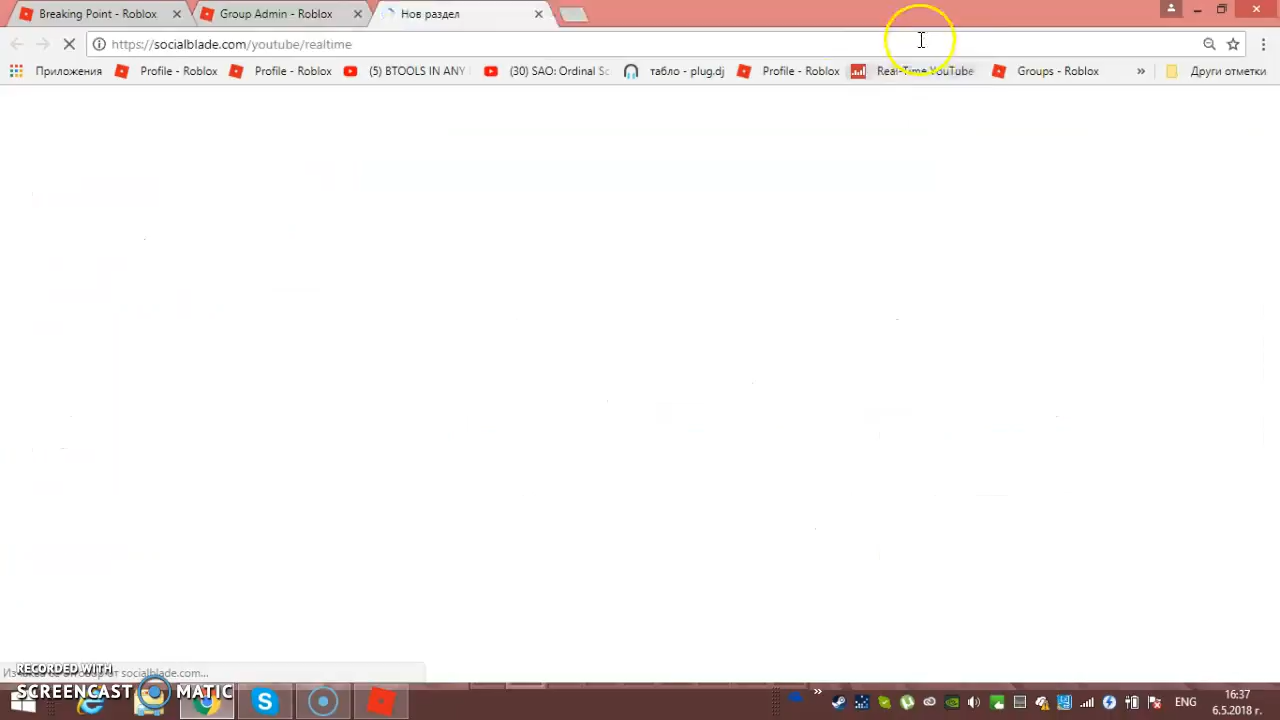 Breaking Point - Roblox
Group Admin - Roblox
Нов раздел
https://socialblade.com/youtube/realtime
Приложения
Profile - Roblox
Profile - Roblox
(5) BTOOLS IN ANY
(30) SAO: Ordinal Sc
табло - plug.dj
Profile - Roblox
Real-Time YouTube
Groups - Roblox
»
Други отметки
socialblade.com...
RECORDED WITH
SCREENCAST MATIC
»
ENG
16:37
6.5.2018 г.